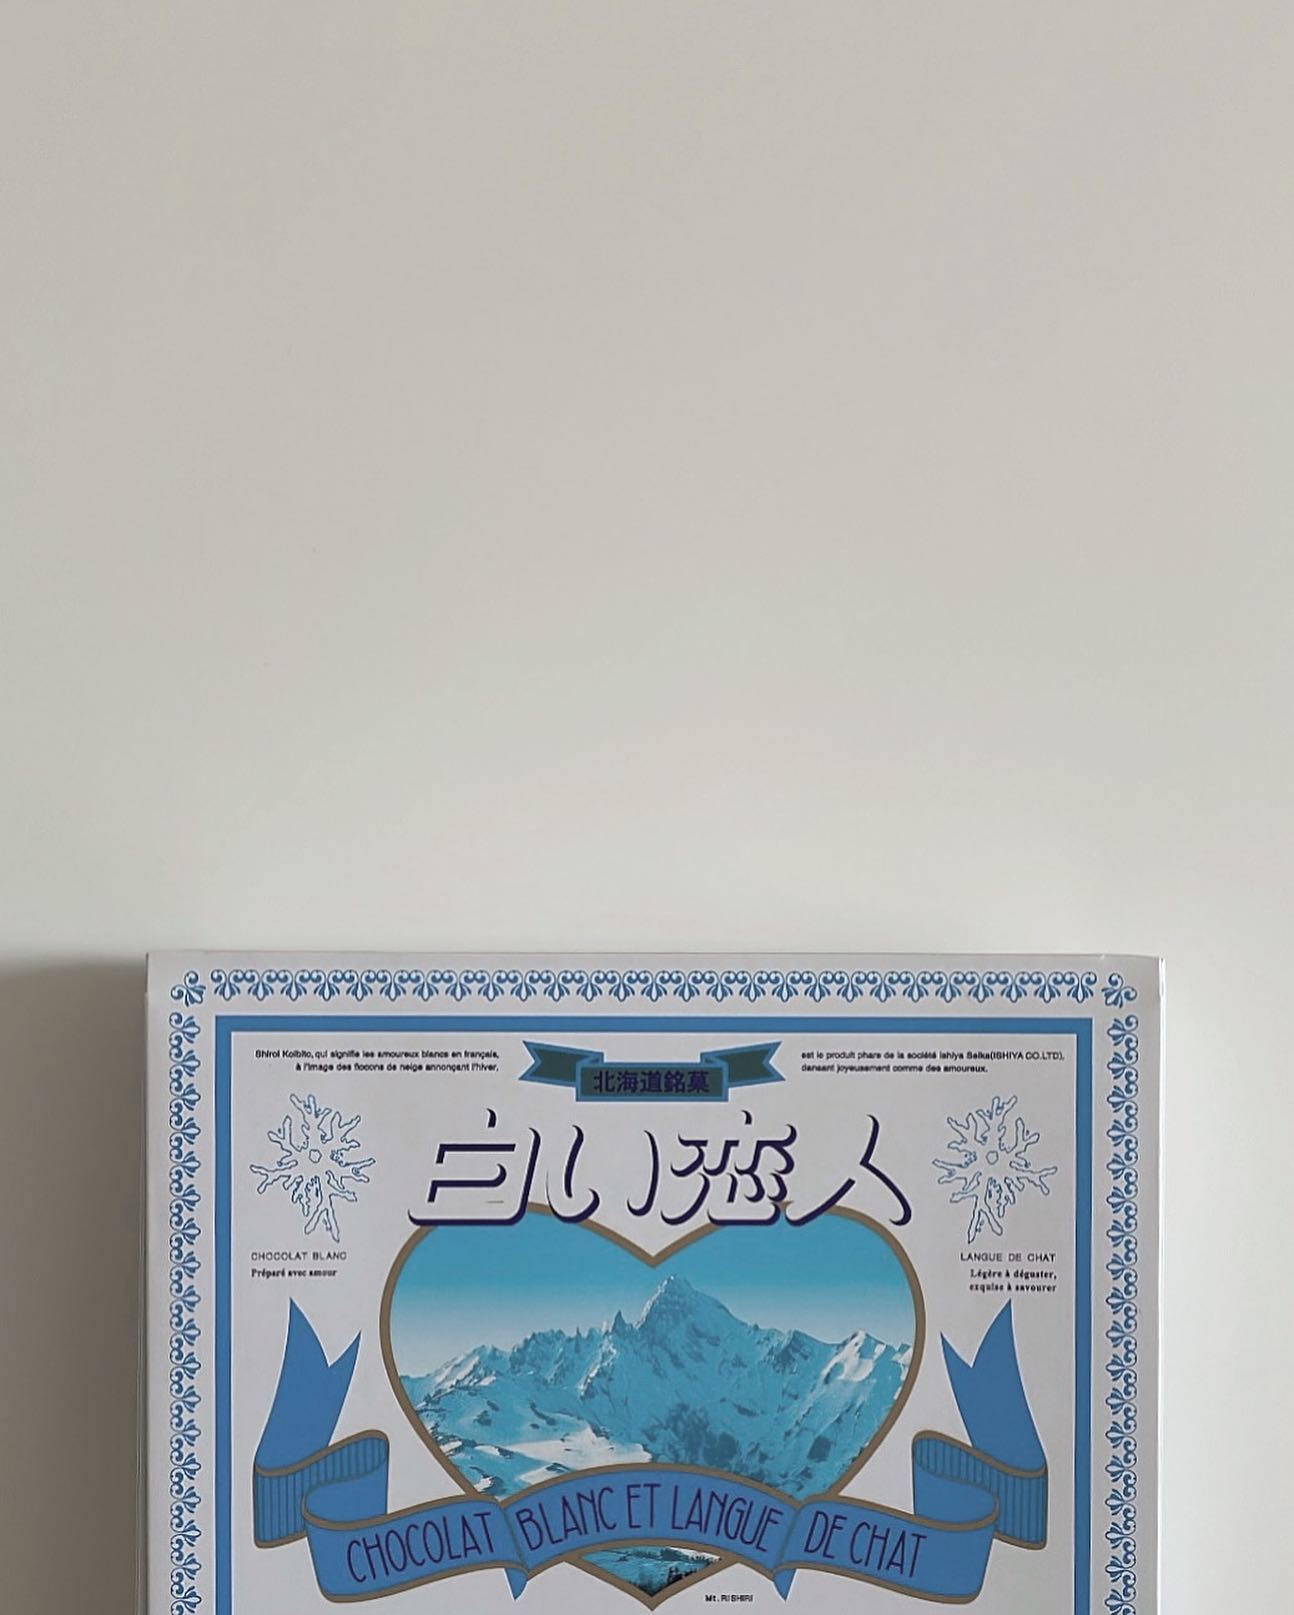 Shiroi Koibito, qui signifie les amoureux blancs en français,
à l'image des flocons de neige annonçant l'hiver,
est le produit phare de la société Ishiya Seika(ISHIYA CO.LTD),
dansant joyeusement comme des amoureux.
北海道銘菓
白い恋人
CHOCOLAT BLANC
Préparé avec amour
LANGUE DE CHAT
Légère à déguster,
exquise à savourer
CHOCOLAT BLANC ET LANGUE DE CHAT
Mt. RISHIRI